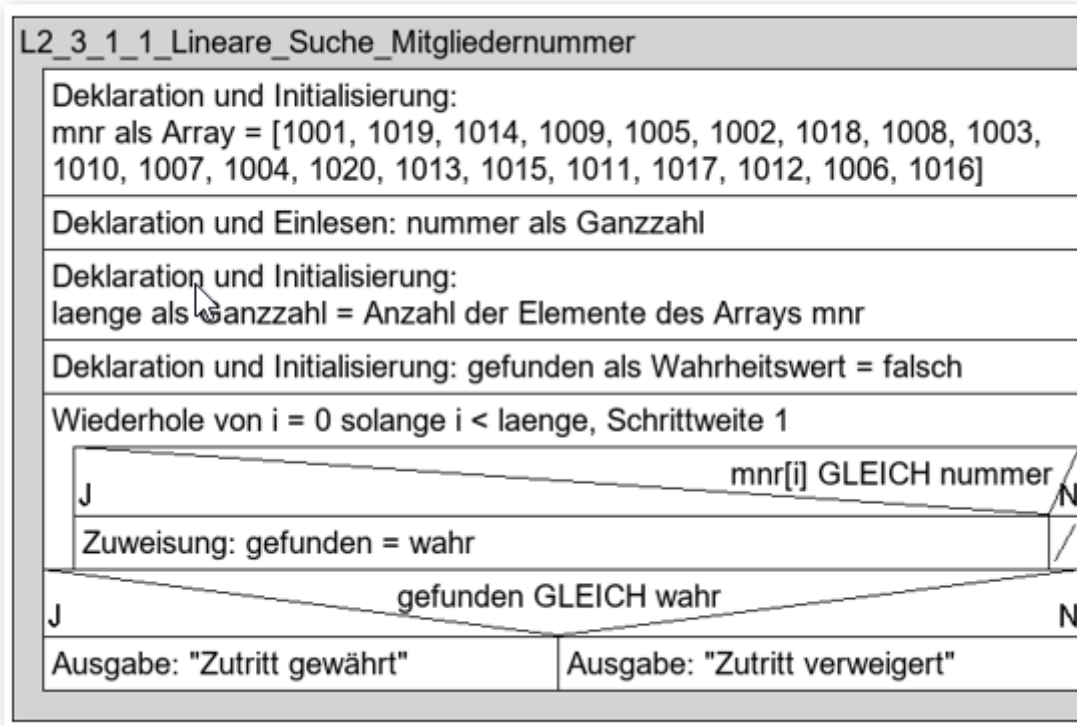 L2_3_1_1_Lineare_Suche_Mitgliedernummer
Deklaration und Initialisierung:
mnr als Array = [1001, 1019, 1014, 1009, 1005, 1002, 1018, 1008, 1003,
1010, 1007, 1004, 1020, 1013, 1015, 1011, 1017, 1012, 1006, 1016]
Deklaration und Einlesen: nummer als Ganzzahl
Deklaration und Initialisierung:
laenge als Ganzzahl = Anzahl der Elemente des Arrays mnr
Deklaration und Initialisierung: gefunden als Wahrheitswert = falsch
Wiederhole von i = 0 solange i < laenge, Schrittweite 1
mnr[i] GLEICH nummer
J N
Zuweisung: gefunden = wahr
gefunden GLEICH wahr
J N
Ausgabe: "Zutritt gewährt" Ausgabe: "Zutritt verweigert"